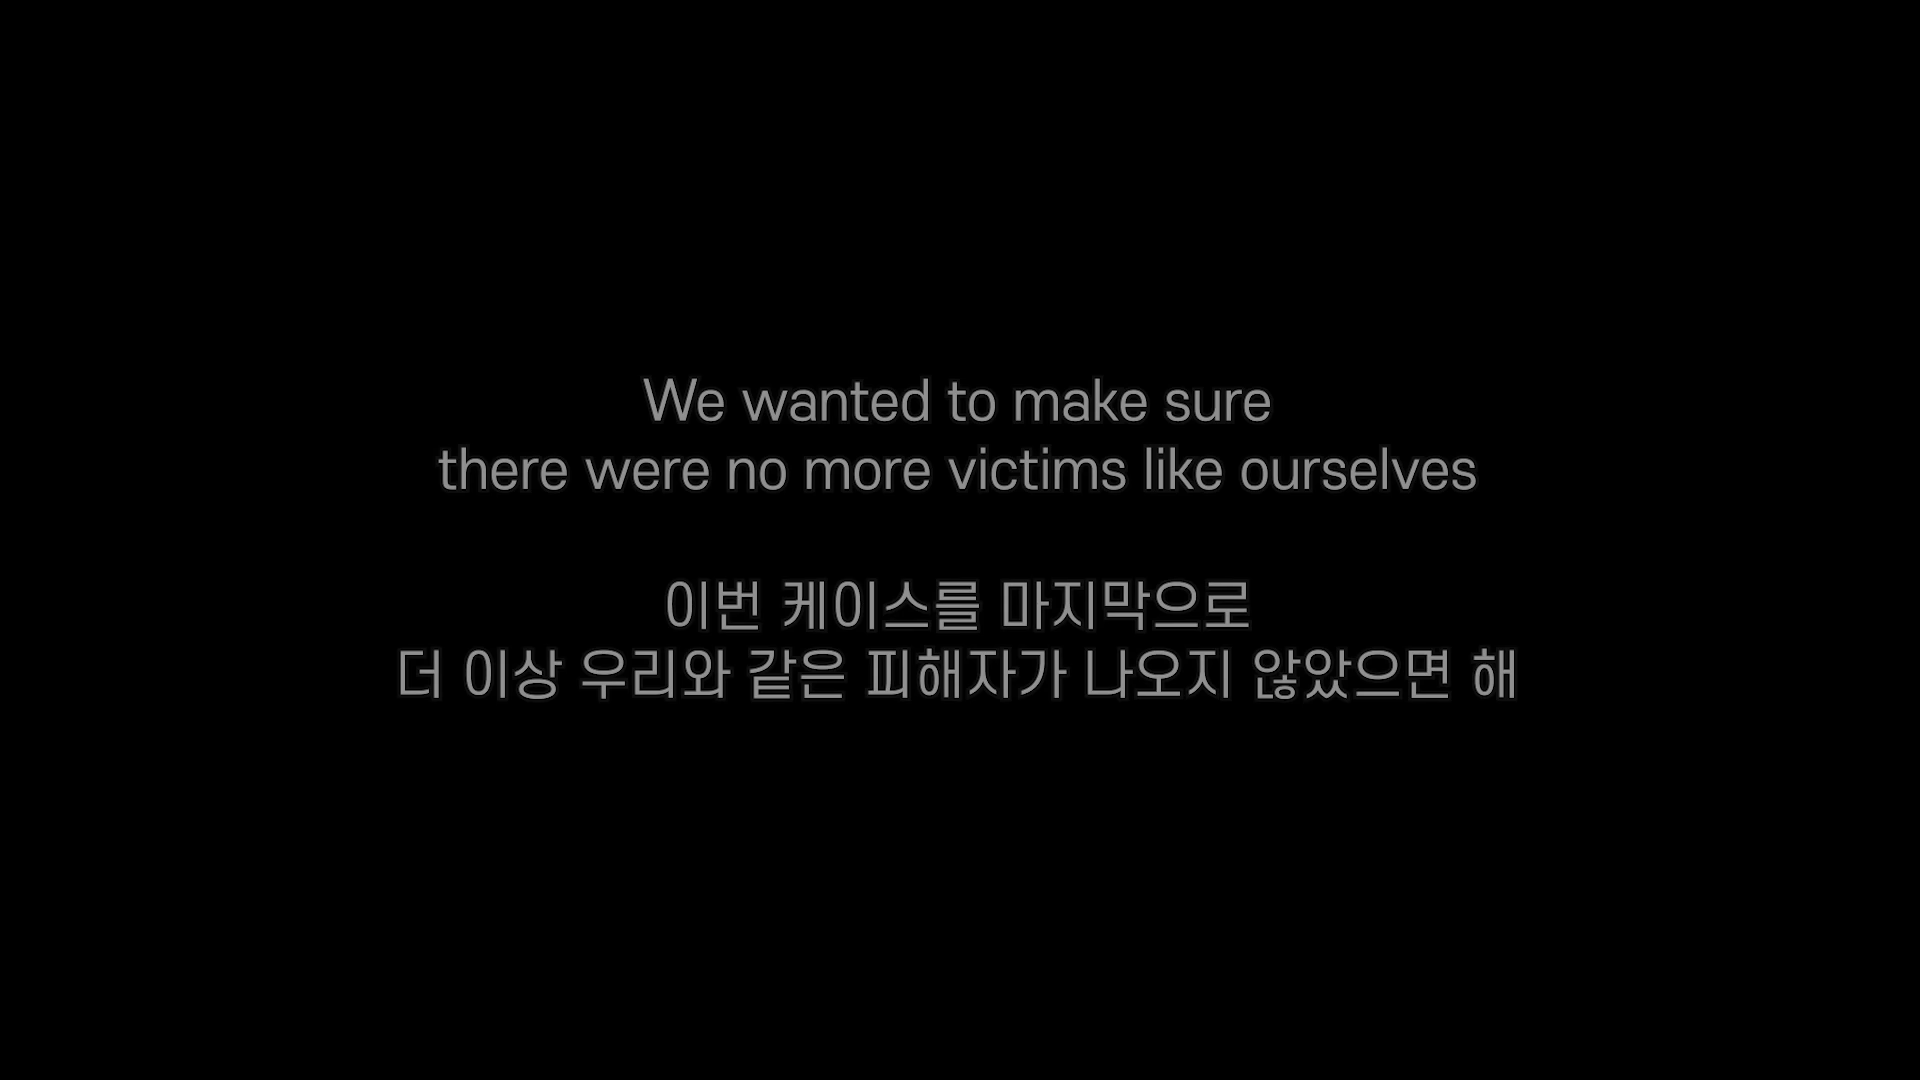 We wanted to make sure
there were no more victims like ourselves
이번 케이스를 마지막으로
더 이상 우리와 같은 피해자가 나오지 않았으면 해